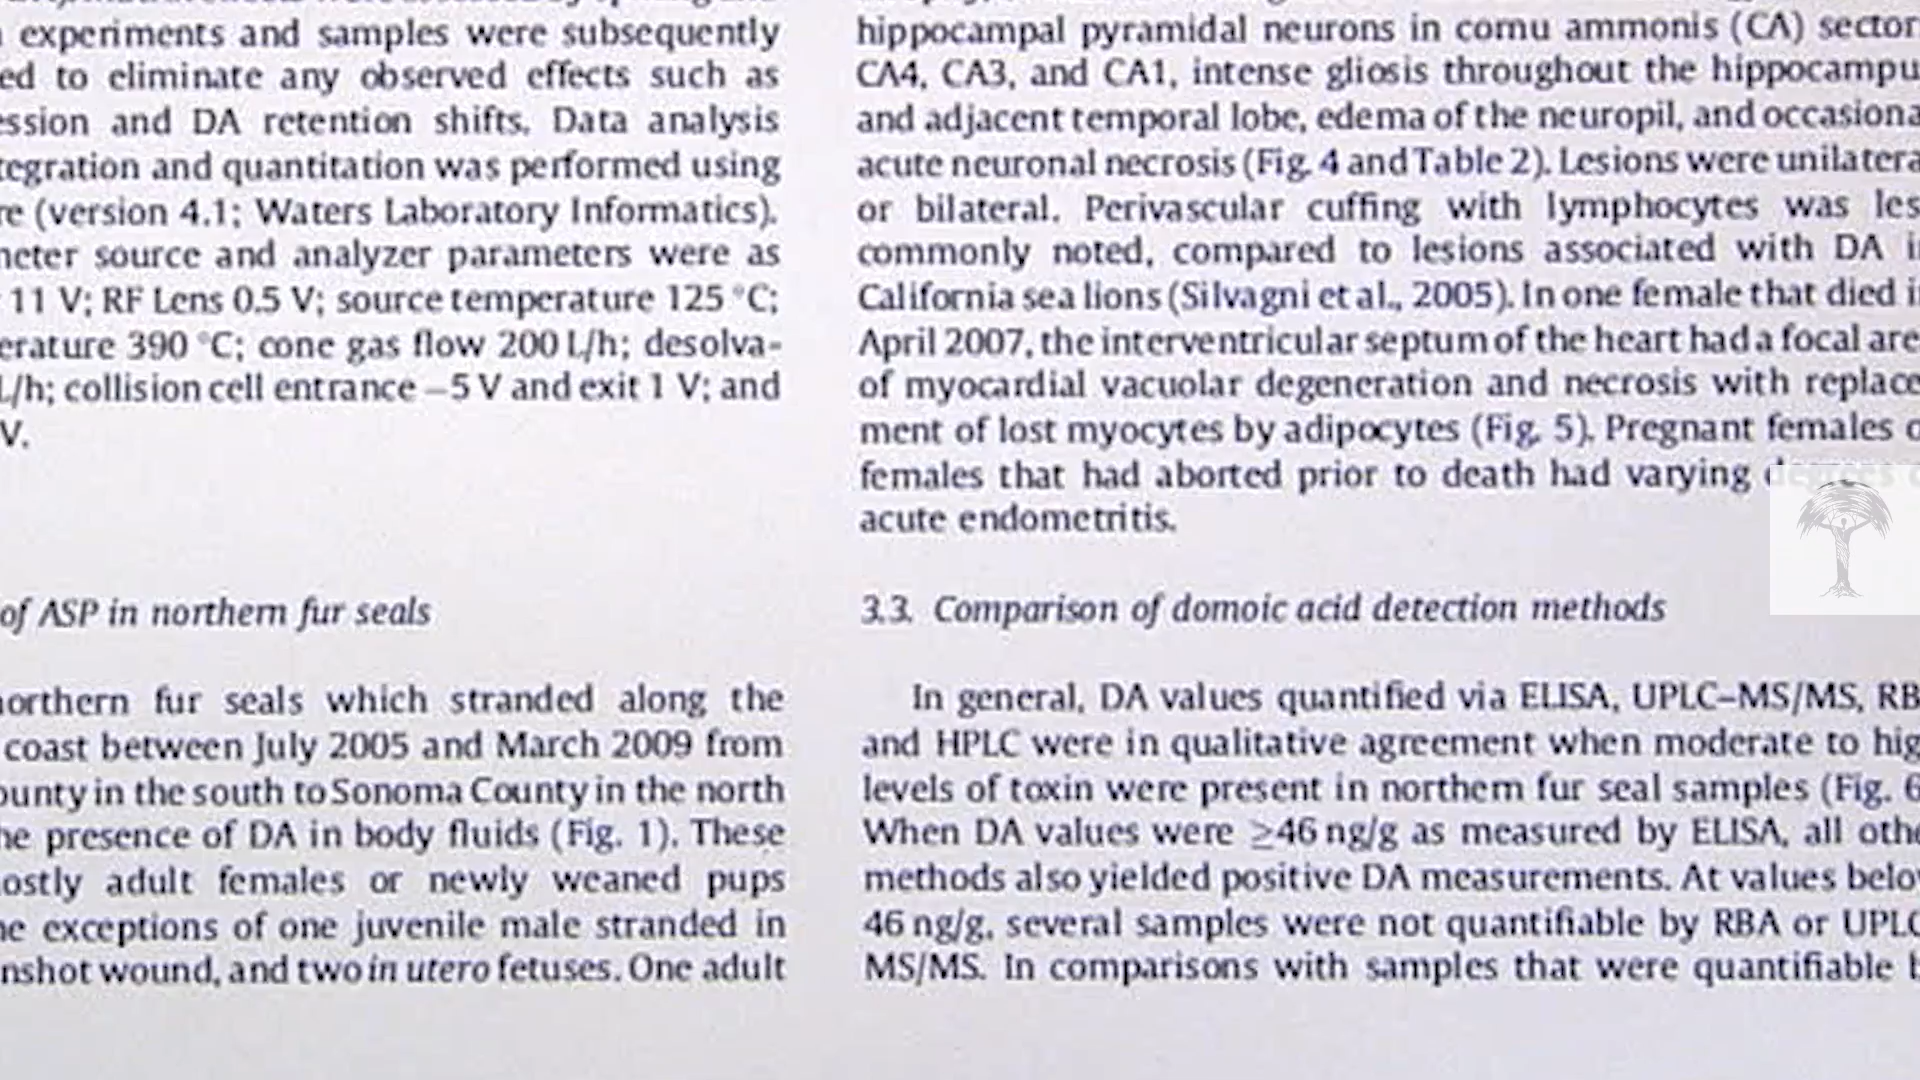 experiments and samples were subsequently
ed to eliminate any observed effects such as
ession and DA retention shifts. Data analysis
tegration and quantitation was performed using
re (version 4.1; Waters Laboratory Informatics).
neter source and analyzer parameters were as
11 V; RF Lens 0.5 V; source temperature 125 °C;
erature 390 °C; cone gas flow 200 L/h; desolva-
L/h; collision cell entrance –5 V and exit 1 V; and
V.
of ASP in northern fur seals
northern fur seals which stranded along the
coast between July 2005 and March 2009 from
ounty in the south to Sonoma County in the north
he presence of DA in body fluids (Fig. 1). These
ostly adult females or newly weaned pups
he exceptions of one juvenile male stranded in
nshot wound, and two in utero fetuses. One adult
hippocampal pyramidal neurons in cornu ammonis (CA) sector
CA4, CA3, and CA1, intense gliosis throughout the hippocampu
and adjacent temporal lobe, edema of the neuropil, and occasiona
acute neuronal necrosis (Fig. 4 and Table 2). Lesions were unilatera
or bilateral. Perivascular cuffing with lymphocytes was les
commonly noted, compared to lesions associated with DA i
California sea lions (Silvagni et al., 2005). In one female that died i
April 2007, the interventricular septum of the heart had a focal are
of myocardial vacuolar degeneration and necrosis with replace
ment of lost myocytes by adipocytes (Fig. 5). Pregnant females o
females that had aborted prior to death had varying degrees o
acute endometritis.
3.3. Comparison of domoic acid detection methods
In general, DA values quantified via ELISA, UPLC–MS/MS, RB
and HPLC were in qualitative agreement when moderate to hig
levels of toxin were present in northern fur seal samples (Fig. 6
When DA values were ≥46 ng/g as measured by ELISA, all othe
methods also yielded positive DA measurements. At values belo
46 ng/g, several samples were not quantifiable by RBA or UPLC
MS/MS. In comparisons with samples that were quantifiable b